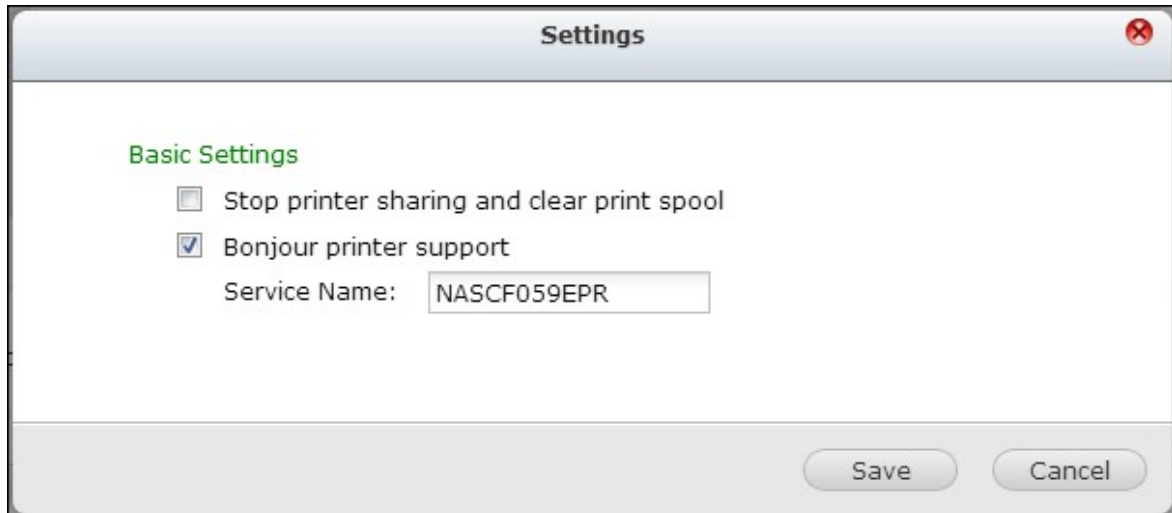 Settings
Basic Settings
Stop printer sharing and clear print spool
Bonjour printer support
Service Name: NASCF059EPR
Save Cancel